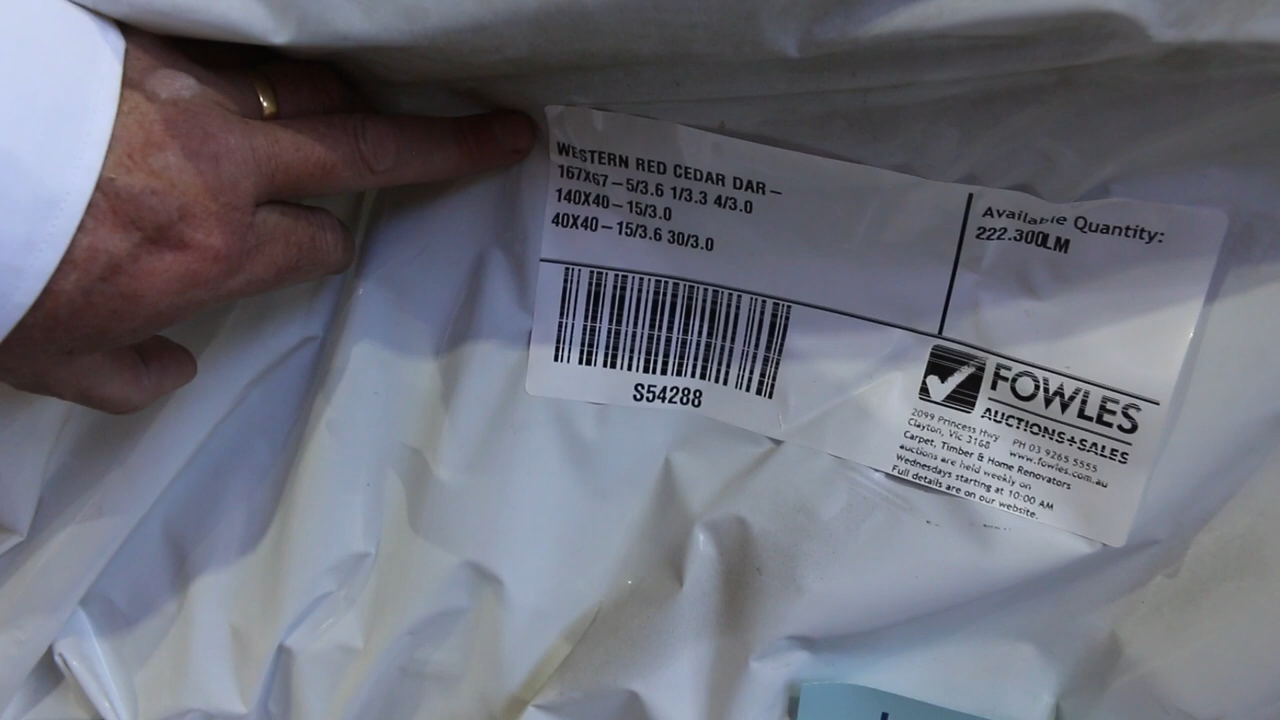 WESTERN RED CEDAR DAR-
167X67-5/3.6 1/3.3 4/3.0
140X40-15/3.0
40X40-15/3.6 30/3.0
Available Quantity:
222.300LM
S54288
FOWLES
AUCTIONS+SALES
2099 Princess Hwy
Clayton, Vic 3168
PH 03 9265 5555
www.fowles.com.au
Carpet, Timber & Home Renovators
auctions are held weekly on
Wednesdays starting at 10:00 AM
Full details are on our website.